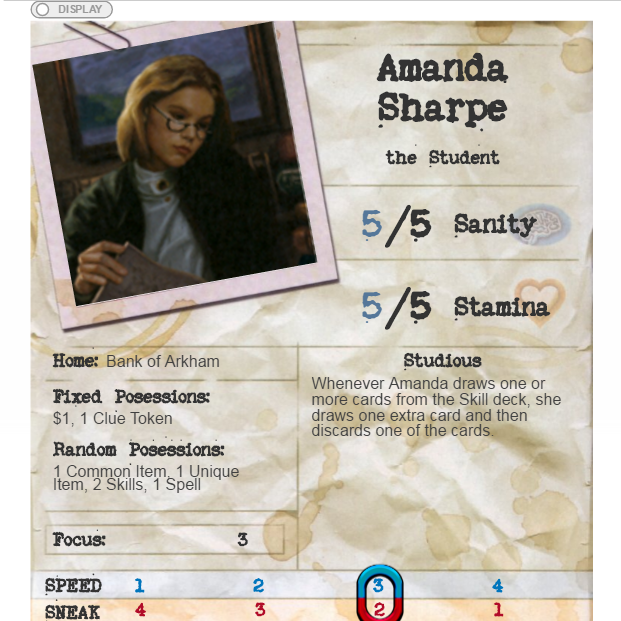 DISPLAY
Amanda
Sharpe
the Student
5/5 Sanity
5/5 Stamina
Home: Bank of Arkham
Fixed Posessions:
$1, 1 Clue Token
Random Posessions:
1 Common Item, 1 Unique
Item, 2 Skills, 1 Spell
Focus: 3
Studious
Whenever Amanda draws one or
more cards from the Skill deck, she
draws one extra card and then
discards one of the cards.
SPEED 1 2 3 4
SNEAK 4 3 2 1